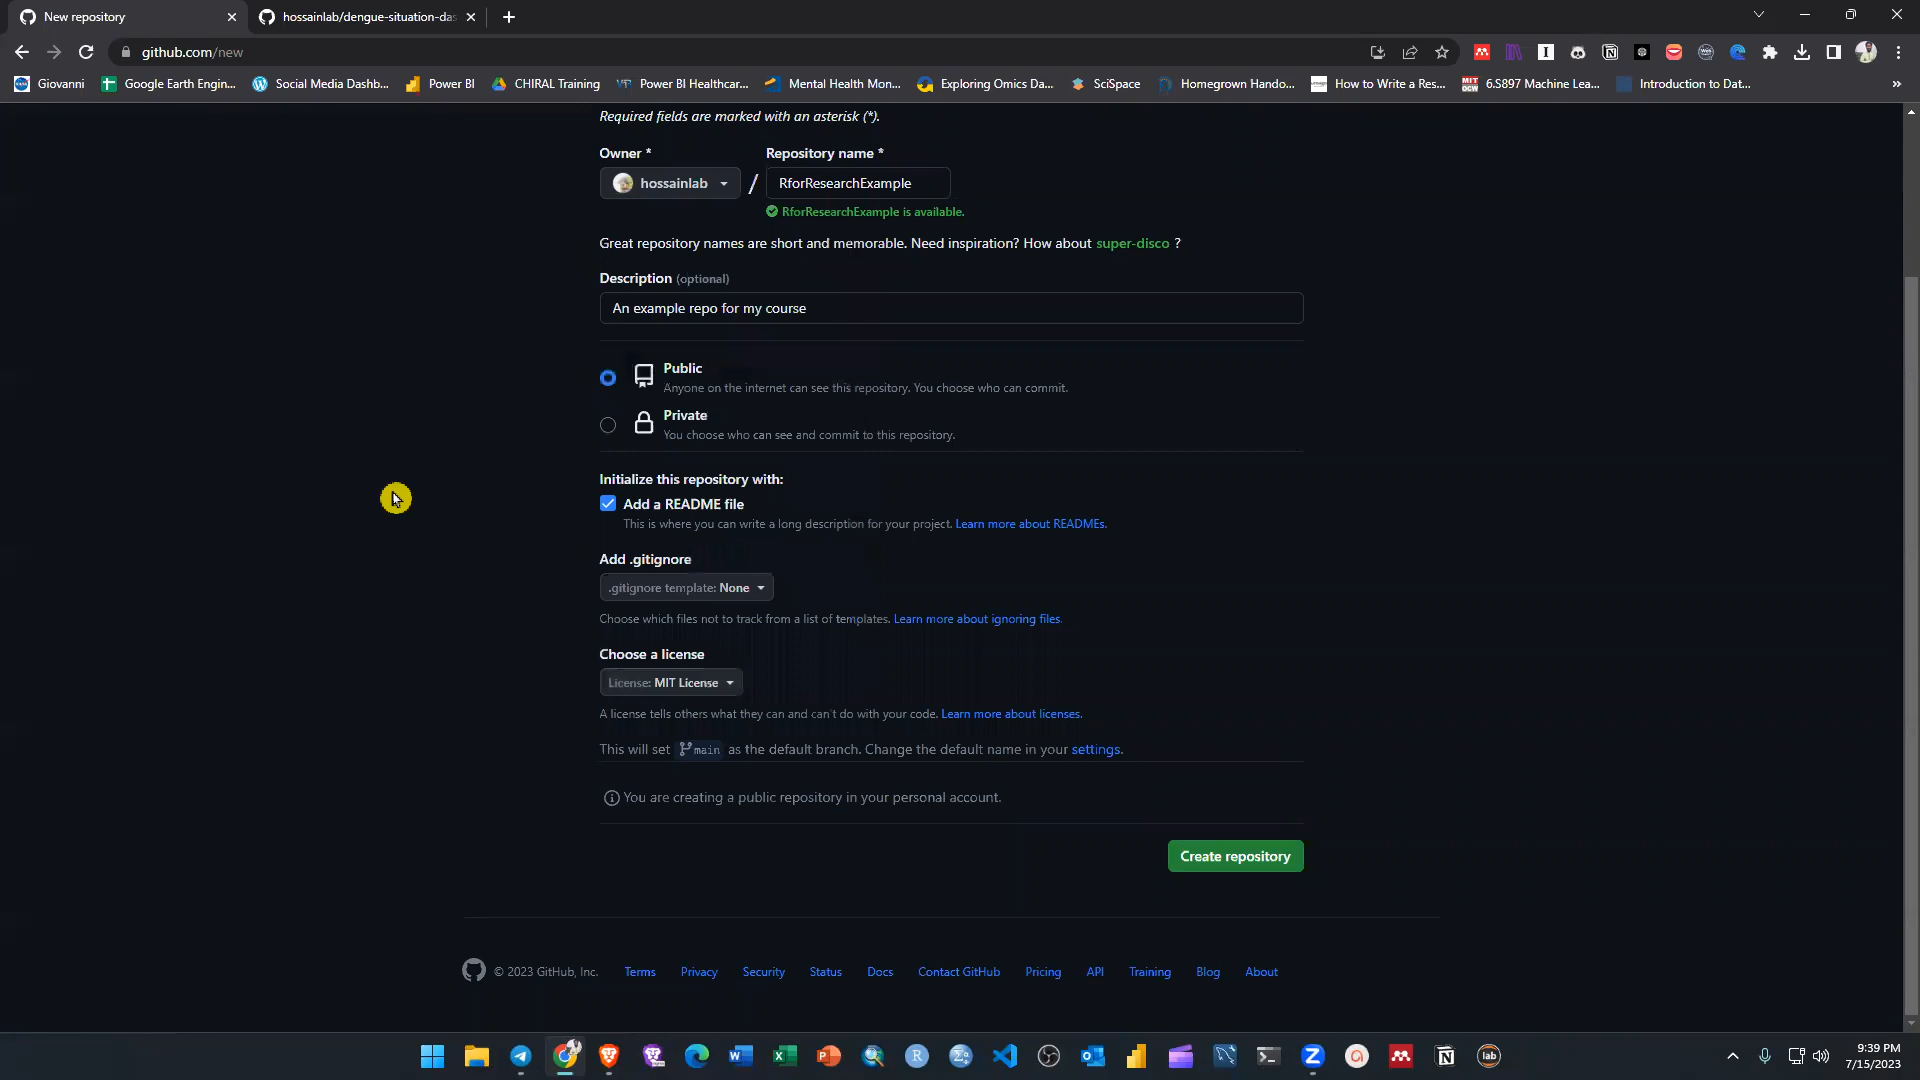 New repository
hossainlab/dengue-situation-das
github.com/new
Giovanni
Google Earth Engin...
Social Media Dashb...
Power BI
CHIRAL Training
Power BI Healthcar...
Mental Health Mon...
Exploring Omics Da...
SciSpace
Homegrown Hando...
How to Write a Res...
6.S897 Machine Lea...
Introduction to Dat...
Required fields are marked with an asterisk (*).
Owner * Repository name *
hossainlab / RforResearchExample
RforResearchExample is available.
Great repository names are short and memorable. Need inspiration? How about super-disco ?
Description (optional)
An example repo for my course
Public
Anyone on the internet can see this repository. You choose who can commit.
Private
You choose who can see and commit to this repository.
Initialize this repository with:
Add a README file
This is where you can write a long description for your project. Learn more about READMEs.
Add .gitignore
.gitignore template: None
Choose which files not to track from a list of templates. Learn more about ignoring files.
Choose a license
License: MIT License
A license tells others what they can and can't do with your code. Learn more about licenses.
This will set main as the default branch. Change the default name in your settings.
You are creating a public repository in your personal account.
Create repository
© 2023 GitHub, Inc. Terms Privacy Security Status Docs Contact GitHub Pricing API Training Blog About
9:39 PM
7/15/2023